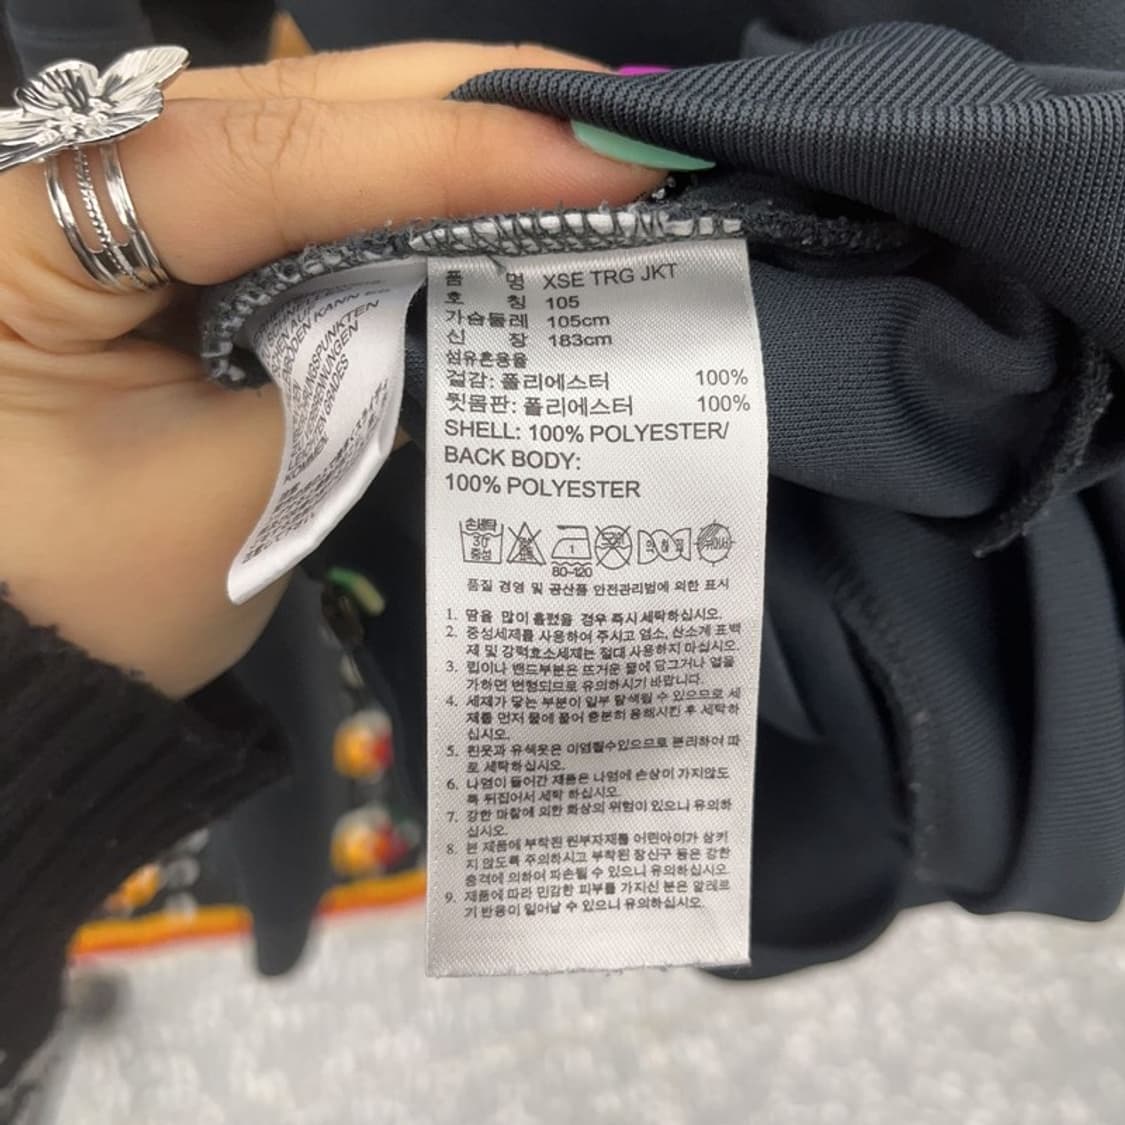 품 명 XSE TRG JKT
호 칭 105
가슴둘레 105cm
신 장 183cm
섬유혼용율
겉감: 폴리에스터 100%
뒷몸판: 폴리에스터 100%
SHELL: 100% POLYESTER/
BACK BODY:
100% POLYESTER
손세탁
30°
중성
1
80-120
약하게
품질 경영 및 공산품 안전관리법에 의한 표시
1. 땀을 많이 흘렸을 경우 즉시 세탁하십시오.
2. 중성세제를 사용하여 주시고 염소, 산소계 표백
제 및 강력효소세제는 절대 사용하지 마십시오.
3. 립이나 밴드부분은 뜨거운 물에 담그거나 열을
가하면 변형되므로 유의하시기 바랍니다.
4. 세제가 닿는 부분이 일부 탈색될 수 있으므로 세
제를 먼저 물에 풀어 충분히 용해시킨 후 세탁하
십시오.
5. 흰옷과 유색옷은 이염될수있으므로 분리하여 따
로 세탁하십시오.
6. 나염이 들어간 제품은 나염에 손상이 가지않도
록 뒤집어서 세탁 하십시오.
7. 강한 마찰에 의한 화상의 위험이 있으니 유의하
십시오.
8. 본 제품에 부착된 원부자재를 어린아이가 삼키
지 않도록 주의하시고 부착된 장신구 등은 강한
충격에 의하여 파손될 수 있으니 유의하십시오
9. 제품에 따라 민감한 피부를 가지신 분은 알레르
기 반응이 일어날 수 있으니 유의하십시오.